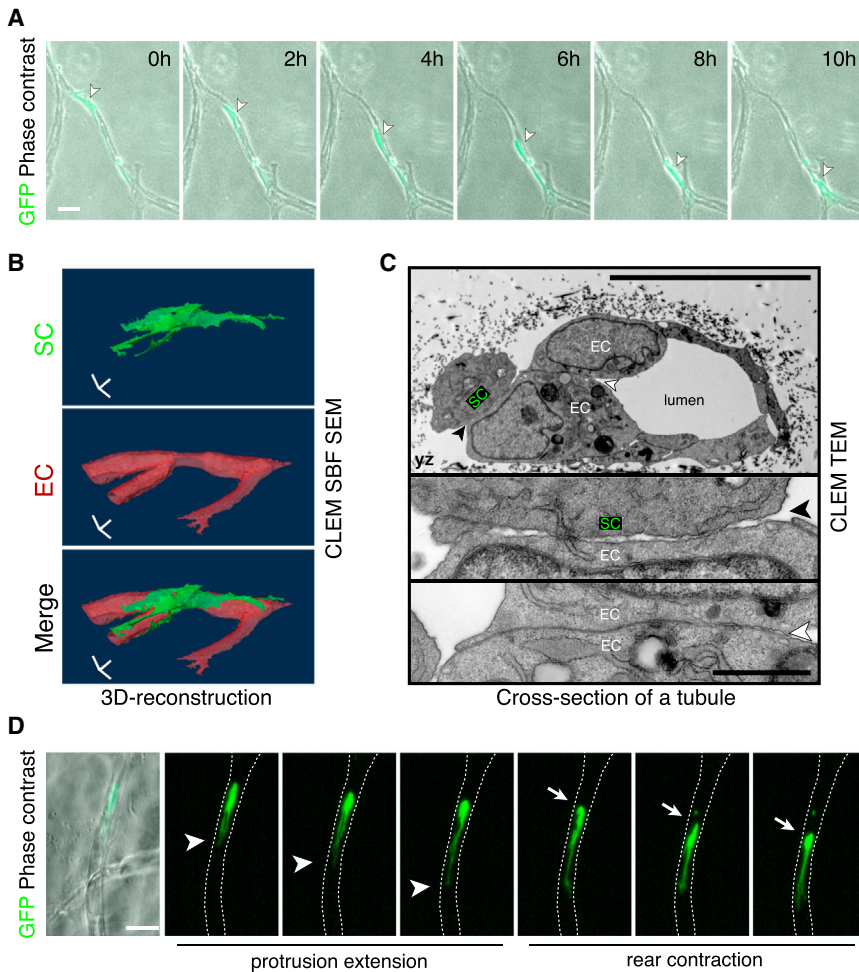 A
GFP Phase contrast
0h
2h
4h
6h
8h
10h
B
SC
EC
Merge
CLEM SBF SEM
3D-reconstruction
C
EC
SC
EC
lumen
yz
SC
EC
EC
EC
CLEM TEM
Cross-section of a tubule
D
GFP Phase contrast
protrusion extension
rear contraction